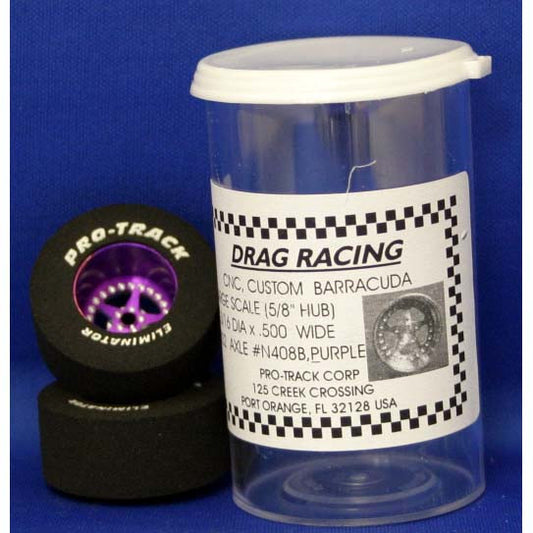 PRO-TRACK
ELIMINATOR
DRAG RACING
CNC, CUSTOM BARRACUDA
SCALE (5/8" HUB)
DIA x .500 WIDE
AXLE #N408B, PURPLE
PRO-TRACK CORP
125 CREEK CROSSING
PORT ORANGE, FL 32128 USA